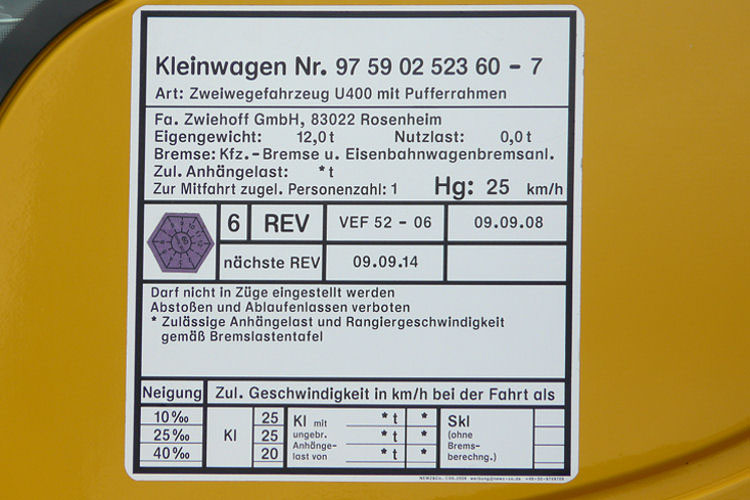 Kleinwagen Nr. 97 59 02 523 60 - 7
Art: Zweiwegefahrzeug U400 mit Pufferrahmen
Fa. Zwiehoff GmbH, 83022 Rosenheim
Eigengewicht: 12,0 t Nutzlast: 0,0 t
Bremse: Kfz.-Bremse u. Eisenbahnwagenbremsanl.
Zul. Anhängelast: * t
Zur Mitfahrt zugel. Personenzahl: 1 Hg: 25 km/h
6 REV VEF 52 - 06 09.09.08
nächste REV 09.09.14
Darf nicht in Züge eingestellt werden
Abstoßen und Ablaufenlassen verboten
* Zulässige Anhängelast und Rangiergeschwindigkeit
gemäß Bremslastentafel
Neigung Zul. Geschwindigkeit in km/h bei der Fahrt als
10‰ 25 Kl mit * t * Skl
25‰ Kl 25 ungebr. Anhänge- * t * (ohne Brems-
40‰ 20 last von * t * berechng.)